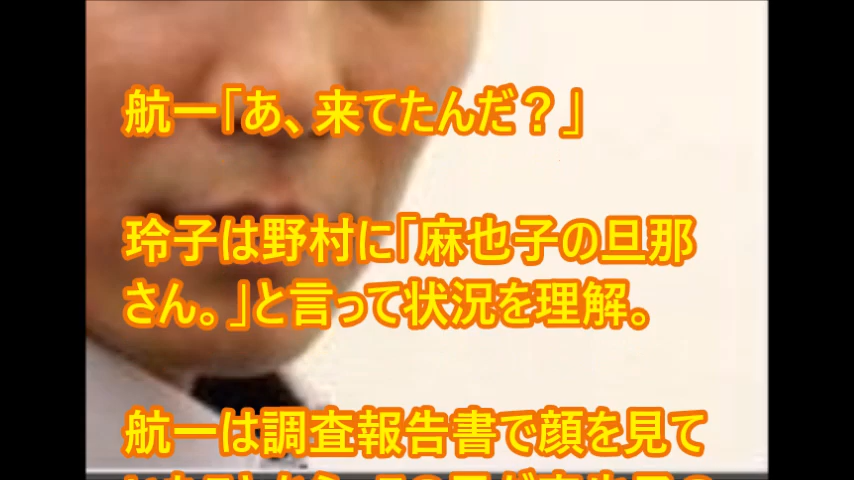 航一「あ、来てたんだ？」
玲子は野村に「麻也子の旦那
さん。」と言って状況を理解。
航一は調査報告書で顔を見て